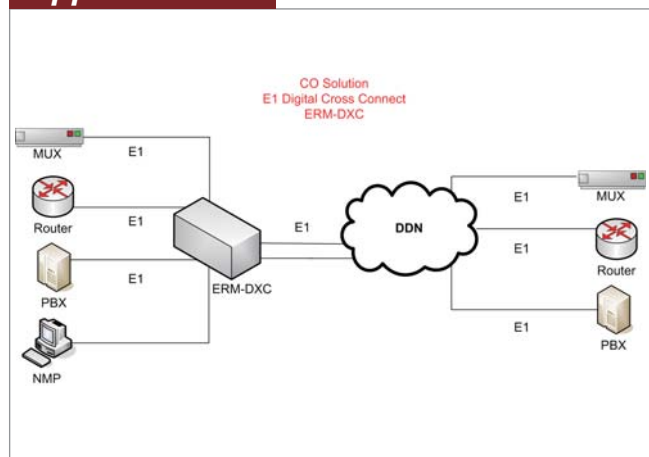 CO Solution
E1 Digital Cross Connect
ERM-DXC
MUX
E1
Router
E1
PBX
E1
NMP
ERM-DXC
E1
DDN
E1
MUX
E1
Router
E1
PBX